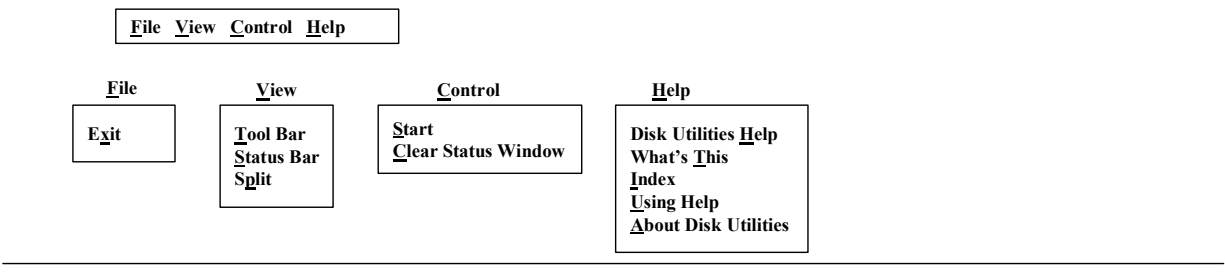 File View Control Help
File
Exit
View
Tool Bar
Status Bar
Split
Control
Start
Clear Status Window
Help
Disk Utilities Help
What's This
Index
Using Help
About Disk Utilities